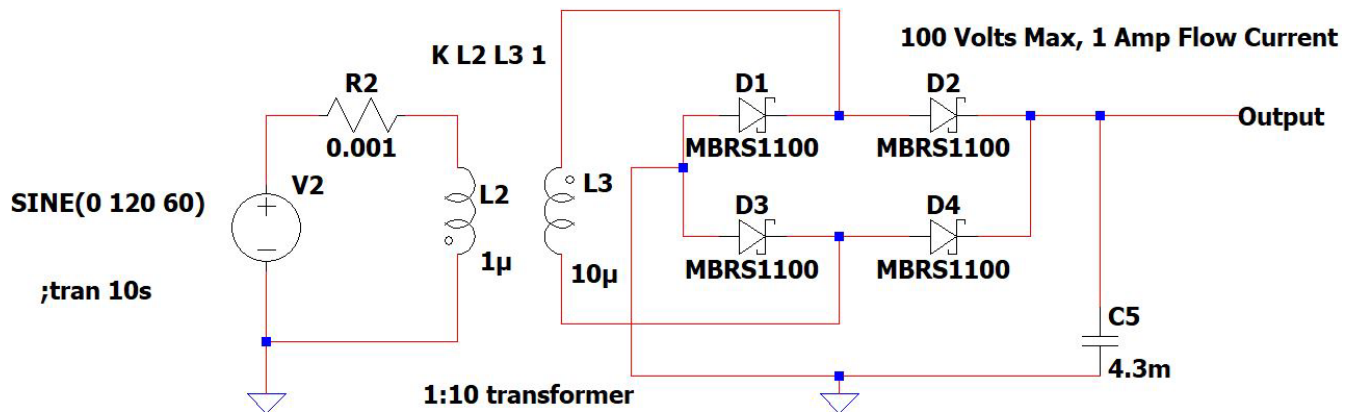 100 Volts Max, 1 Amp Flow Current
K L2 L3 1
R2
D1
D2
Output
0.001
MBRS1100
MBRS1100
V2
L2
L3
SINE(0 120 60)
D3
D4
1µ
10µ
MBRS1100
MBRS1100
;tran 10s
C5
4.3m
1:10 transformer